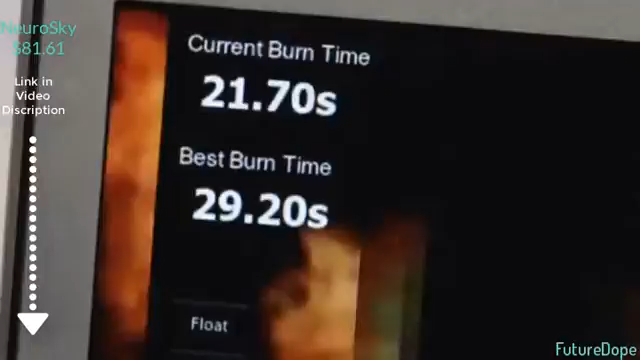 NeuroSky
$81.61
Link in
Video
Discription
Current Burn Time
21.70s
Best Burn Time
29.20s
Float
FutureDope